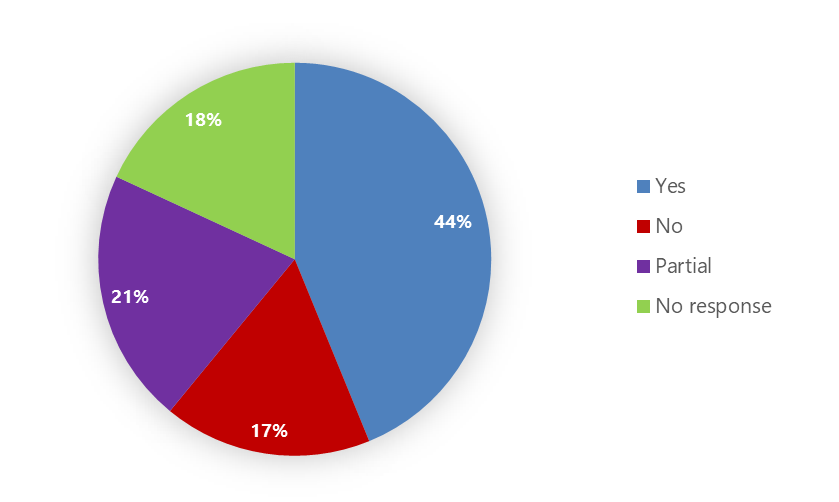 18%
44%
21%
17%
Yes
No
Partial
No response